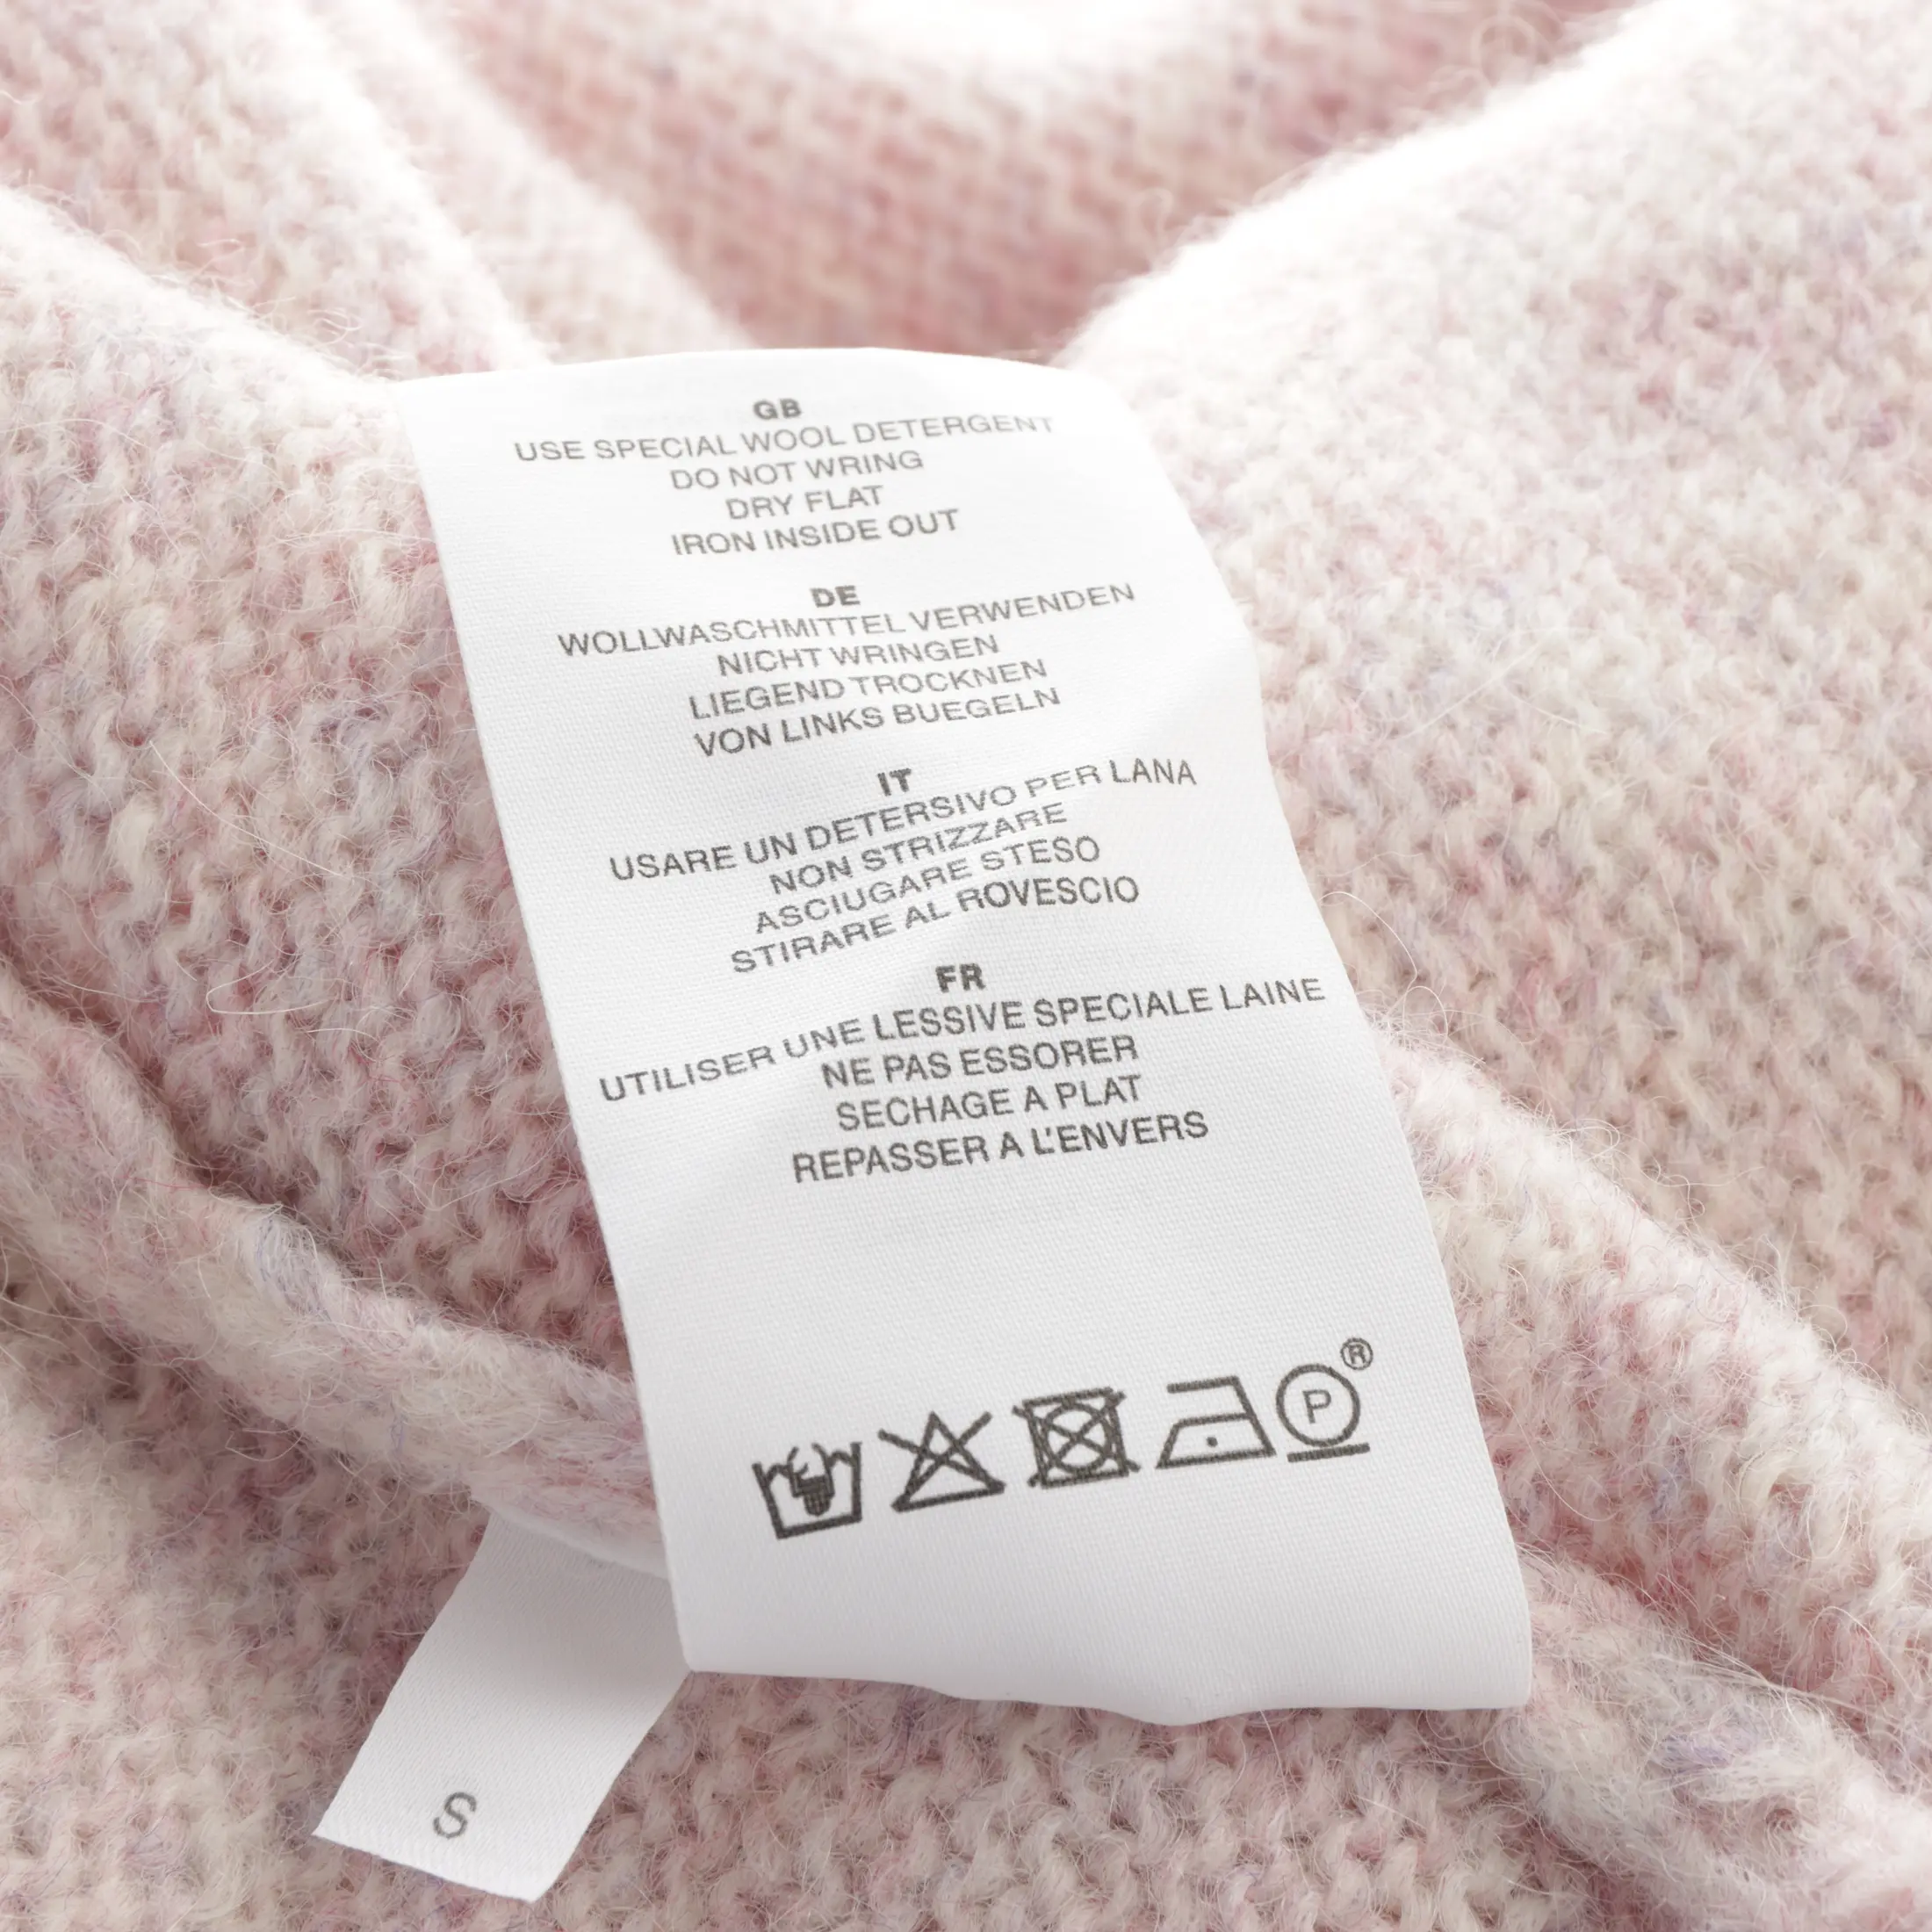 GB
USE SPECIAL WOOL DETERGENT
DO NOT WRING
DRY FLAT
IRON INSIDE OUT
DE
WOLLWASCHMITTEL VERWENDEN
NICHT WRINGEN
LIEGEND TROCKNEN
VON LINKS BUEGELN
IT
USARE UN DETERSIVO PER LANA
NON STRIZZARE
ASCIUGARE STESO
STIRARE AL ROVESCIO
FR
UTILISER UNE LESSIVE SPECIALE LAINE
NE PAS ESSORER
SECHAGE A PLAT
REPASSER A L'ENVERS
P ®
S